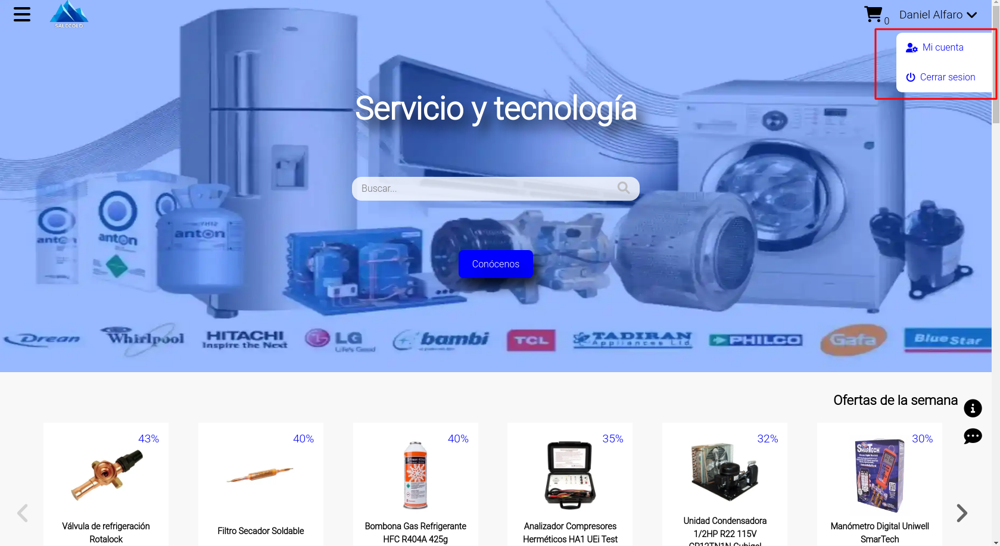 SALECOLD
0
Daniel Alfaro
Mi cuenta
Cerrar sesion
Servicio y tecnología
Buscar...
Conócenos
anton
anton
anton
Drean
Whirlpool
HITACHI
Inspire the Next
LG
Life's Good
bambi
TCL
TADIRAN
Appliances Ltd
PHILCO
Gafa
Blue Star
Ofertas de la semana
43%
40%
40%
35%
32%
30%
SMARTECH
Válvula de refrigeración
Rotalock
Filtro Secador Soldable
Bombona Gas Refrigerante
HFC R404A 425g
Analizador Compresores
Herméticos HA1 UEi Test
Unidad Condensadora
1/2HP R22 115V
Manómetro Digital Uniwell
SmarTech